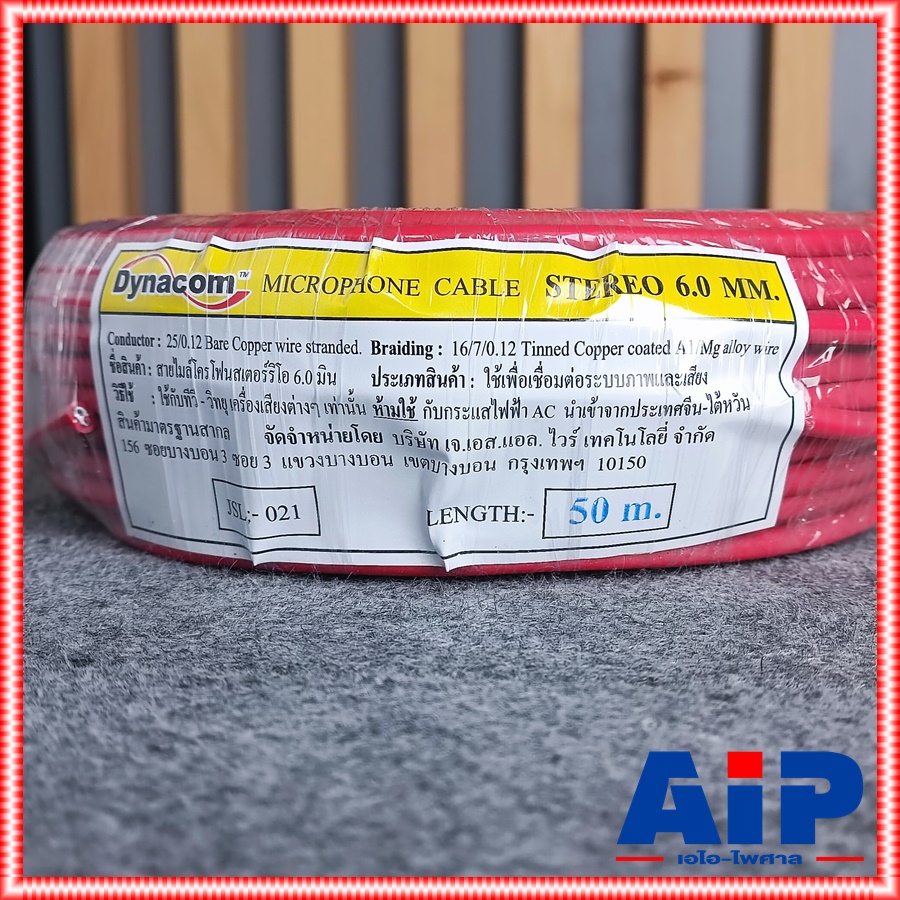 Dynacom™ MICROPHONE CABLE STEREO 6.0 MM.
Conductor : 25/0.12 Bare Copper wire stranded. Braiding : 16/7/0.12 Tinned Copper coated A1/Mg alloy wire
ชื่อสินค้า : สายไมล์โครโฟนสเตอร์ริโอ 6.0 มิน ประเภทสินค้า : ใช้เพื่อเชื่อมต่อระบบภาพและเสียง
วิธีใช้ : ใช้กับทีวี-วิทยุ เครื่องเสียงต่างๆ เท่านั้น ห้ามใช้ กับกระแสไฟฟ้า AC นำเข้าจากประเทศจีน-ไต้หวัน
สินค้ามาตรฐานสากล จัดจำหน่ายโดย บริษัท เจ.เอส.แอล. ไวร์ เทคโนโลยี่ จำกัด
156 ซอยบางบอน 3 ซอย 3 แขวงบางบอน เขตบางบอน กรุงเทพฯ 10150
JSL;- 021 LENGTH:- 50 m.
AiP
เอไอ-ไพศาล